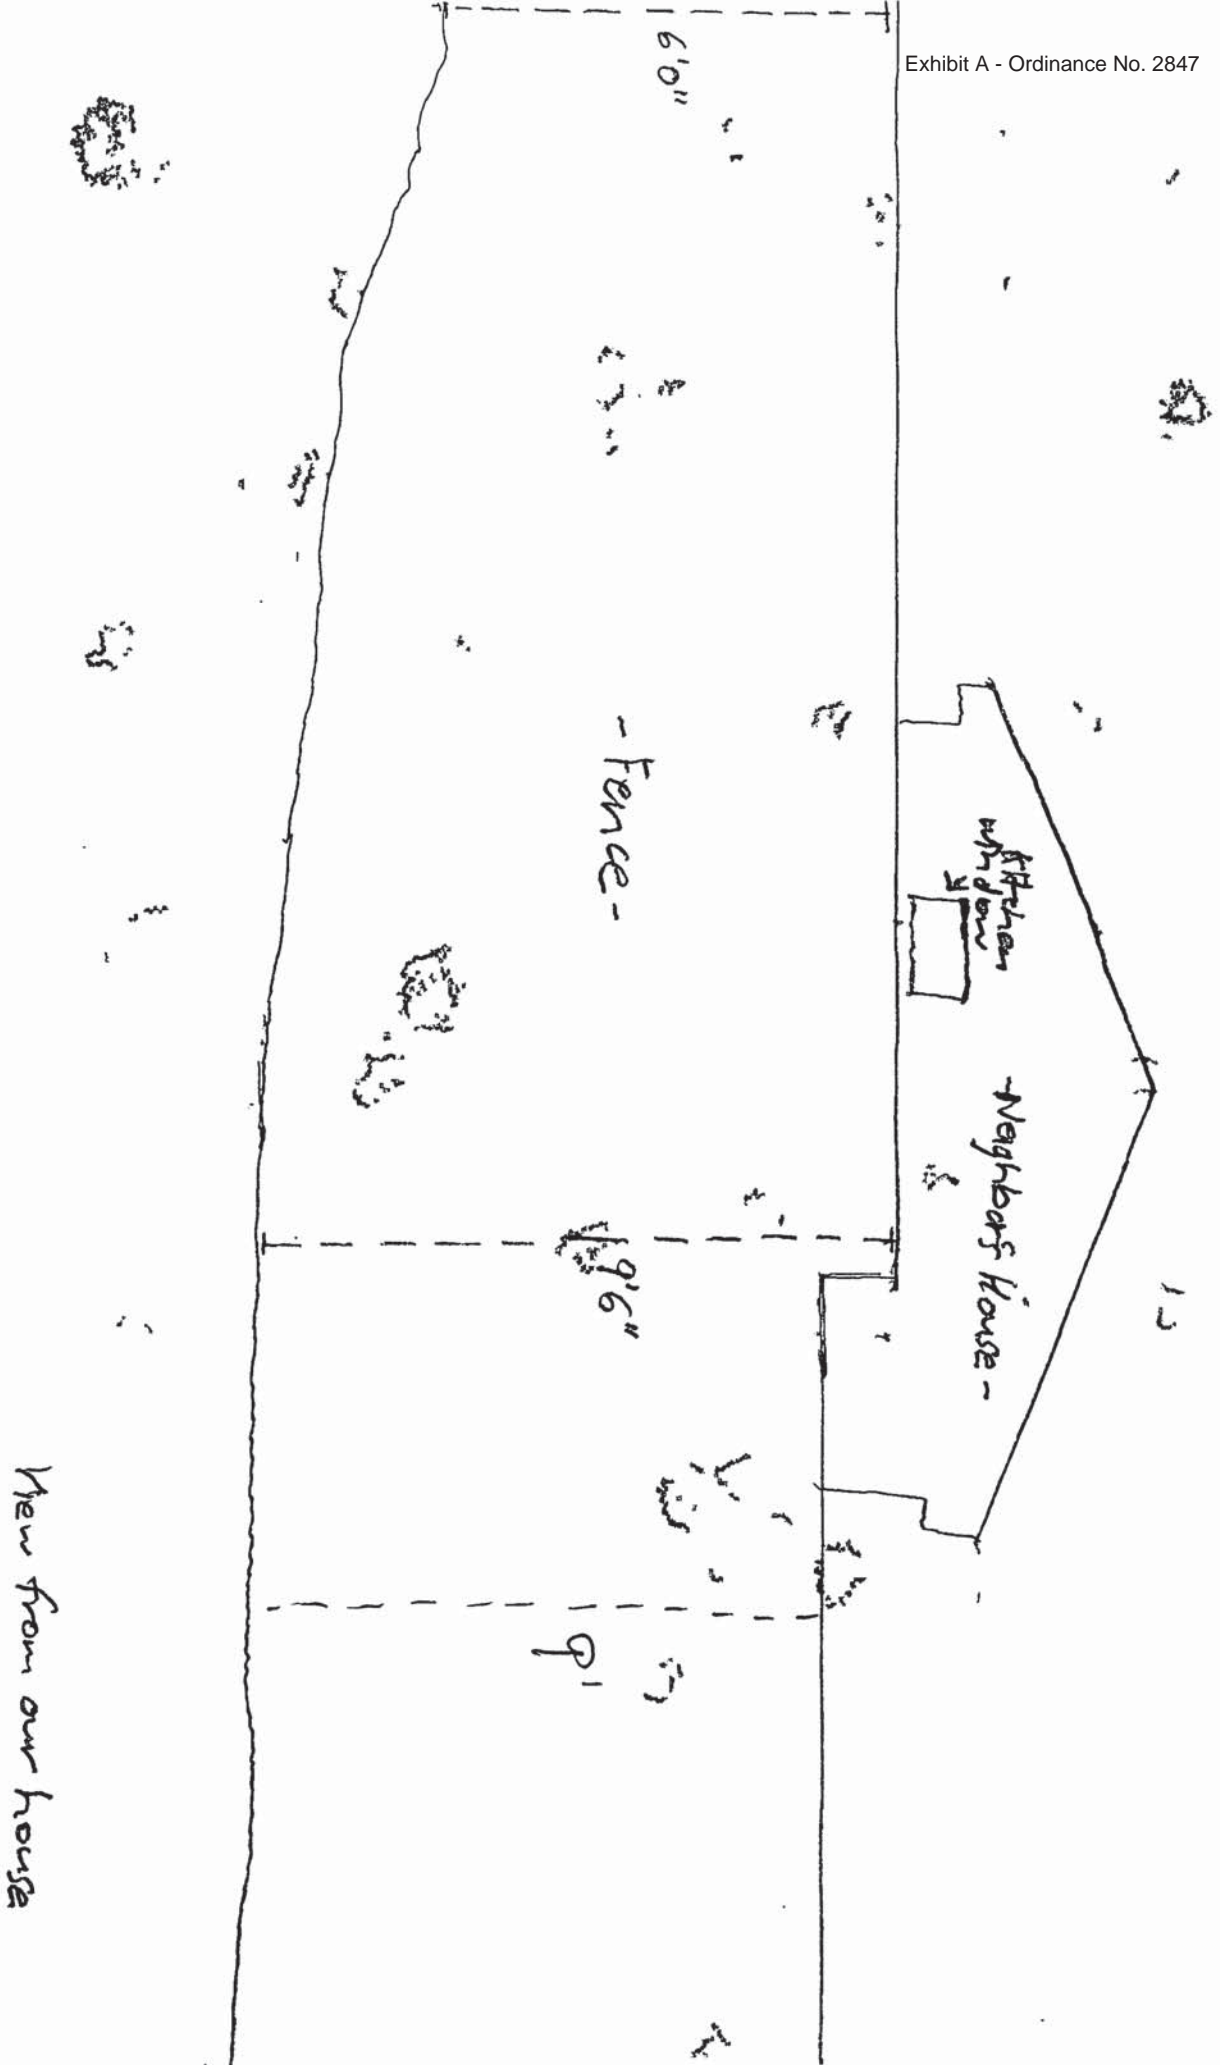 Exhibit A - Ordinance No. 2847
6'0"
- Fence -
Kitchen
window
- Neighbors House -
9'6"
9'
View from our house